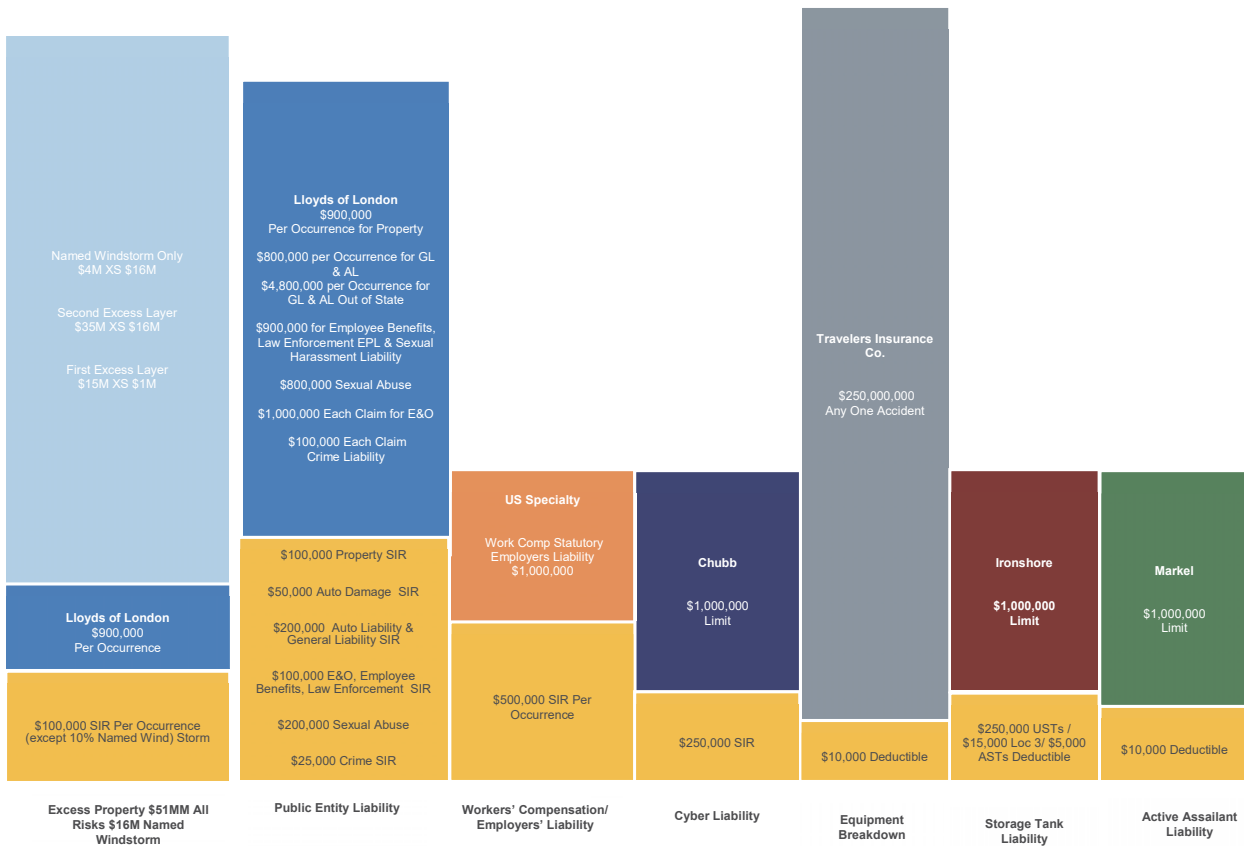 Named Windstorm Only
$4M XS $16M
Second Excess Layer
$35M XS $16M
First Excess Layer
$15M XS $1M
Lloyds of London
$900,000
Per Occurrence
$100,000 SIR Per Occurrence
(except 10% Named Wind) Storm
Excess Property $51MM All
Risks $16M Named
Windstorm
Lloyds of London
$900,000
Per Occurrence for Property
$800,000 per Occurrence for GL
& AL
$4,800,000 per Occurrence for
GL & AL Out of State
$900,000 for Employee Benefits,
Law Enforcement EPL & Sexual
Harassment Liability
$800,000 Sexual Abuse
$1,000,000 Each Claim for E&O
$100,000 Each Claim
Crime Liability
$100,000 Property SIR
$50,000 Auto Damage SIR
$200,000 Auto Liability &
General Liability SIR
$100,000 E&O, Employee
Benefits, Law Enforcement SIR
$200,000 Sexual Abuse
$25,000 Crime SIR
Public Entity Liability
US Specialty
Work Comp Statutory
Employers Liability
$1,000,000
$500,000 SIR Per
Occurrence
Workers' Compensation/
Employers' Liability
Chubb
$1,000,000
Limit
$250,000 SIR
Cyber Liability
Travelers Insurance
Co.
$250,000,000
Any One Accident
$10,000 Deductible
Equipment
Breakdown
Ironshore
$1,000,000
Limit
$250,000 USTs /
$15,000 Loc 3/ $5,000
ASTs Deductible
Storage Tank
Liability
Markel
$1,000,000
Limit
$10,000 Deductible
Active Assailant
Liability